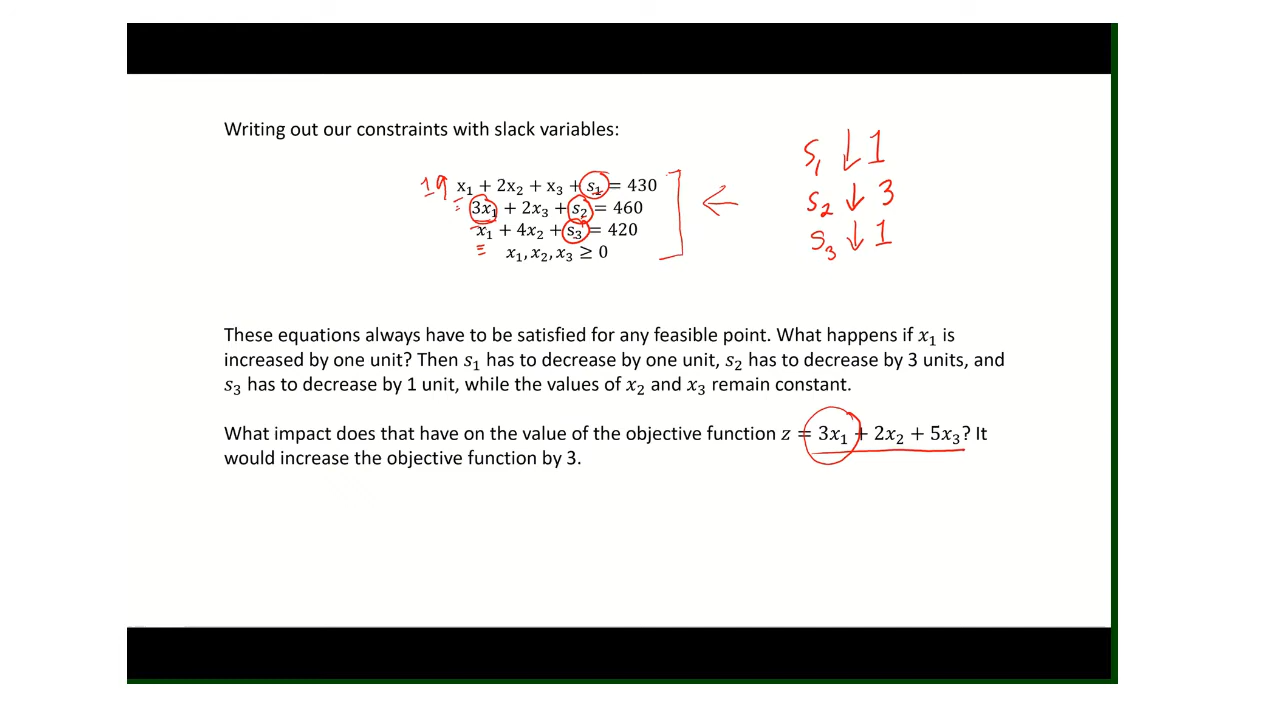 Writing out our constraints with slack variables:
1↑ x₁ + 2x₂ + x₃ + s₁ = 430
3x₁ + 2x₃ + s₂ = 460
x₁ + 4x₂ + s₃ = 420
x₁, x₂, x₃ ≥ 0
s₁ ↓ 1
s₂ ↓ 3
s₃ ↓ 1
These equations always have to be satisfied for any feasible point. What happens if x₁ is
increased by one unit? Then s₁ has to decrease by one unit, s₂ has to decrease by 3 units, and
s₃ has to decrease by 1 unit, while the values of x₂ and x₃ remain constant.
What impact does that have on the value of the objective function z = 3x₁ + 2x₂ + 5x₃? It
would increase the objective function by 3.